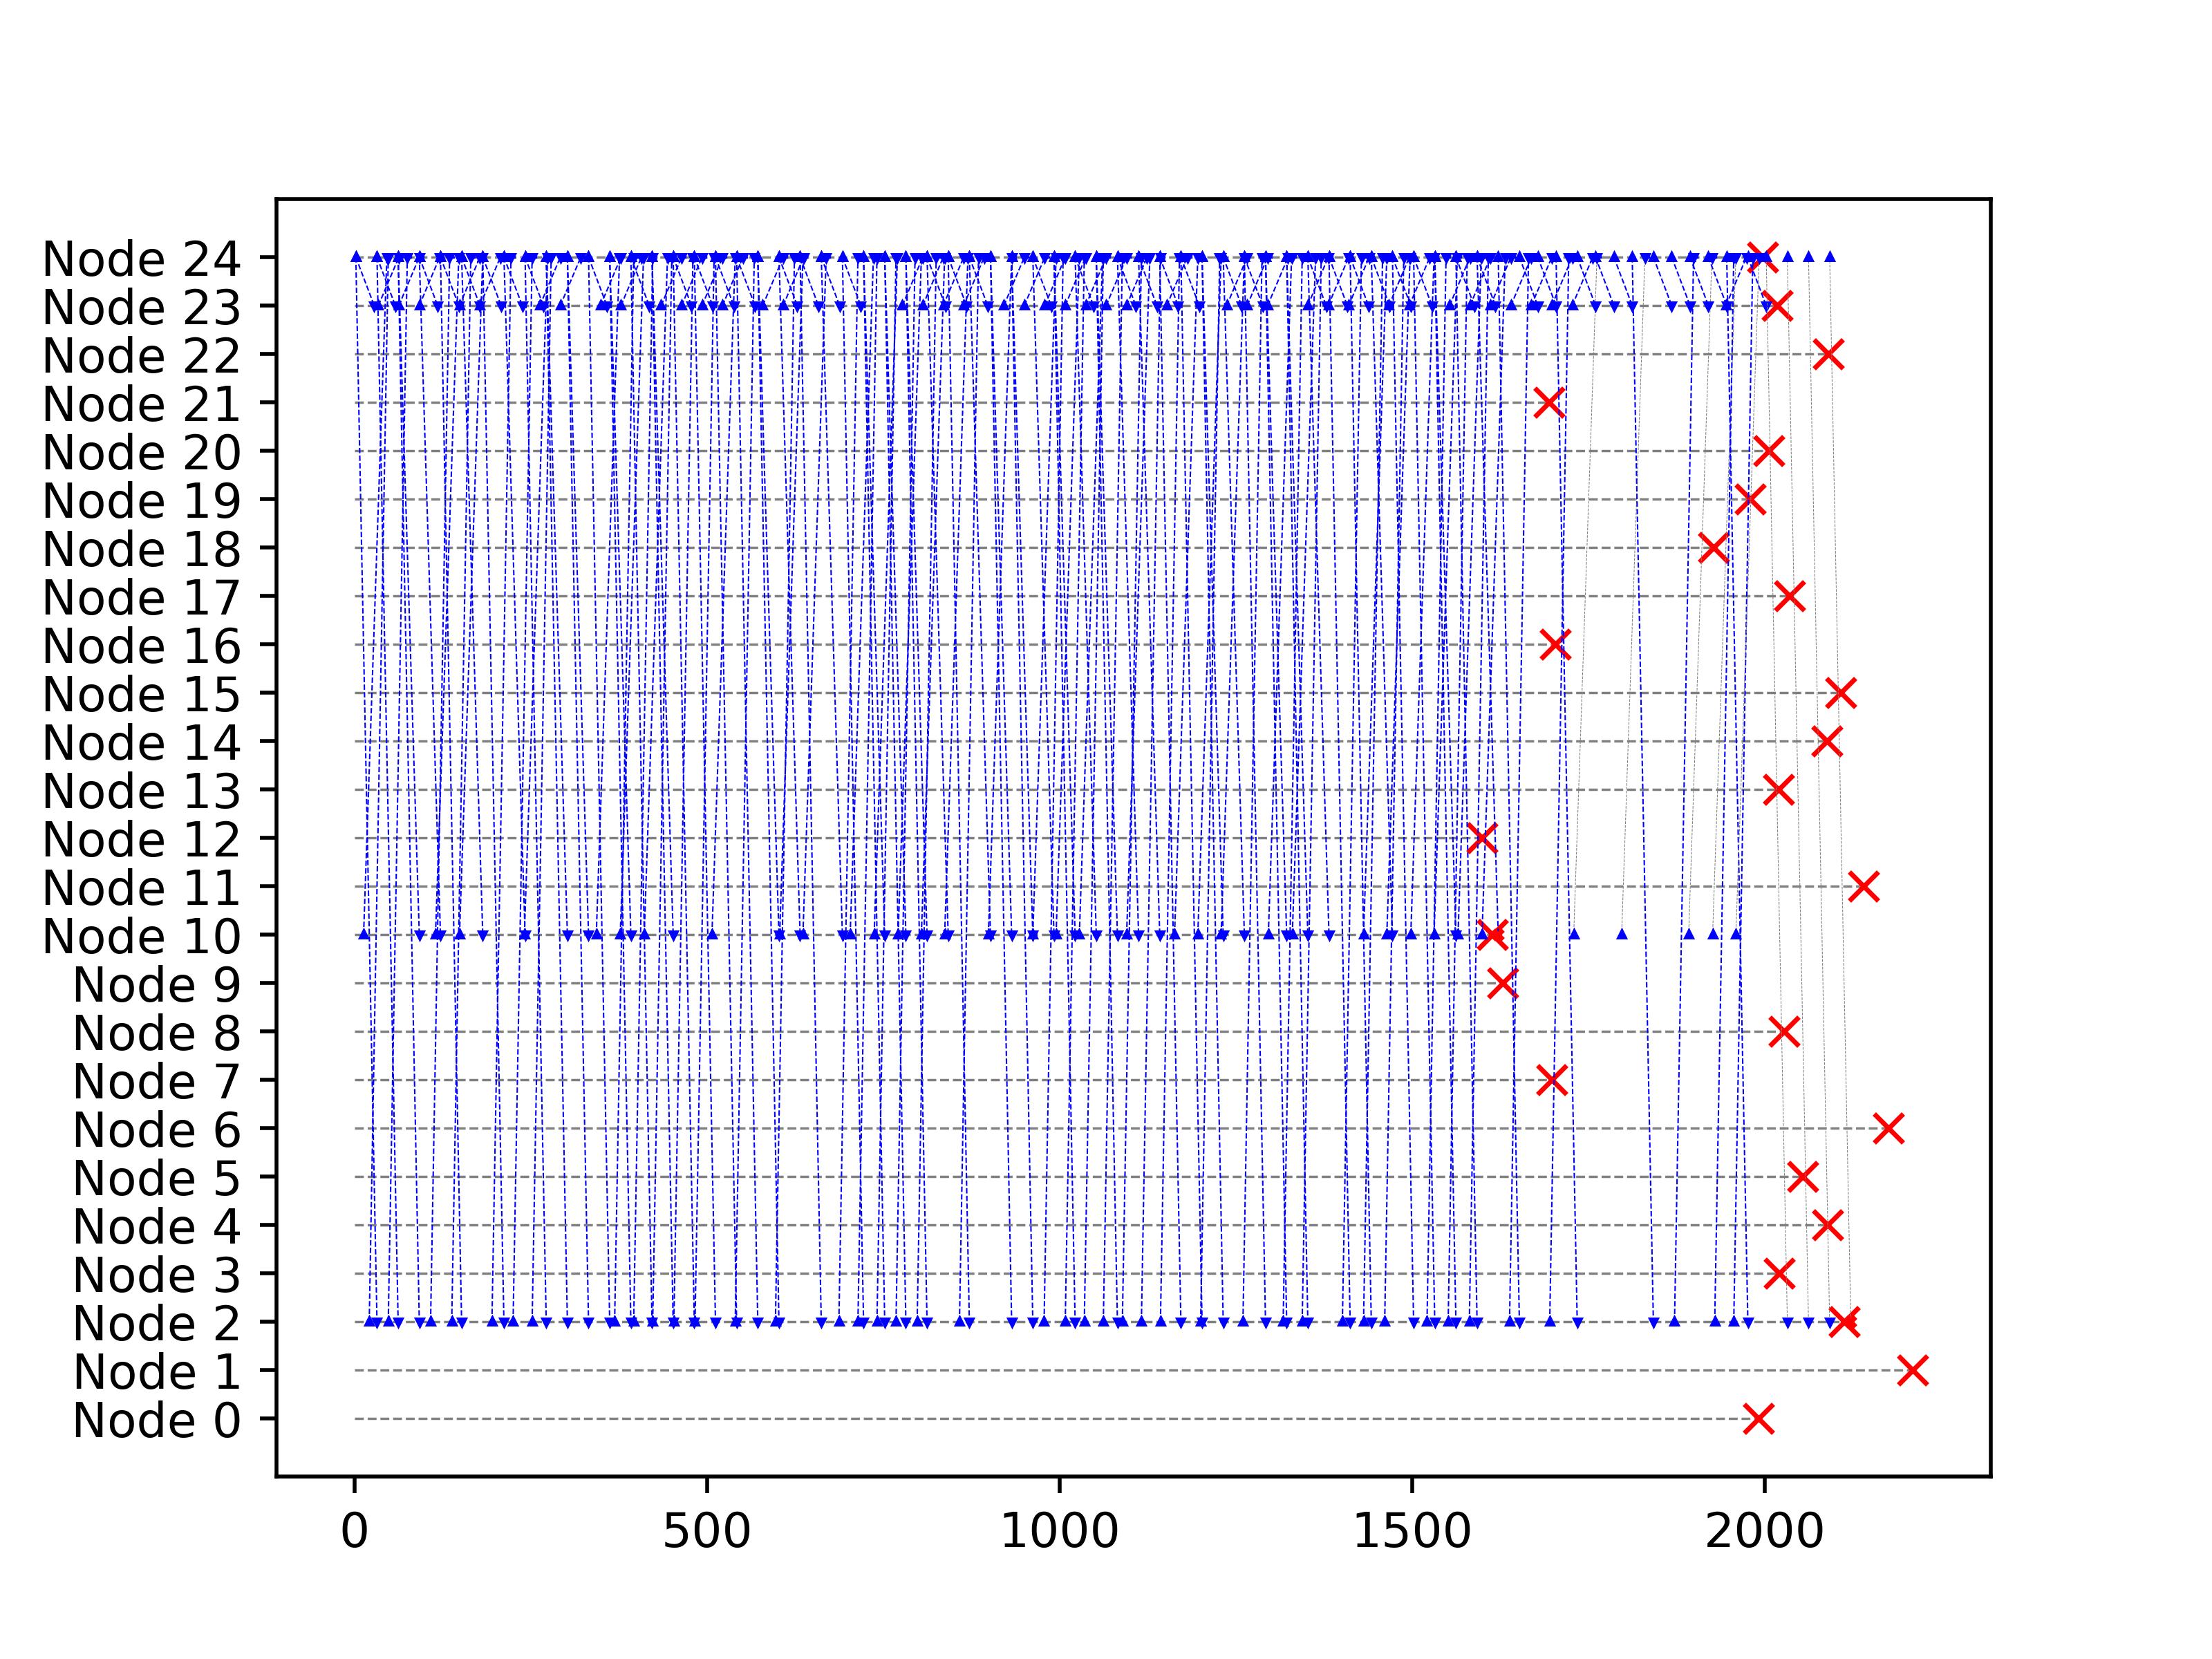 Node 24
Node 23
Node 22
Node 21
Node 20
Node 19
Node 18
Node 17
Node 16
Node 15
Node 14
Node 13
Node 12
Node 11
Node 10
Node 9
Node 8
Node 7
Node 6
Node 5
Node 4
Node 3
Node 2
Node 1
Node 0
0 500 1000 1500 2000